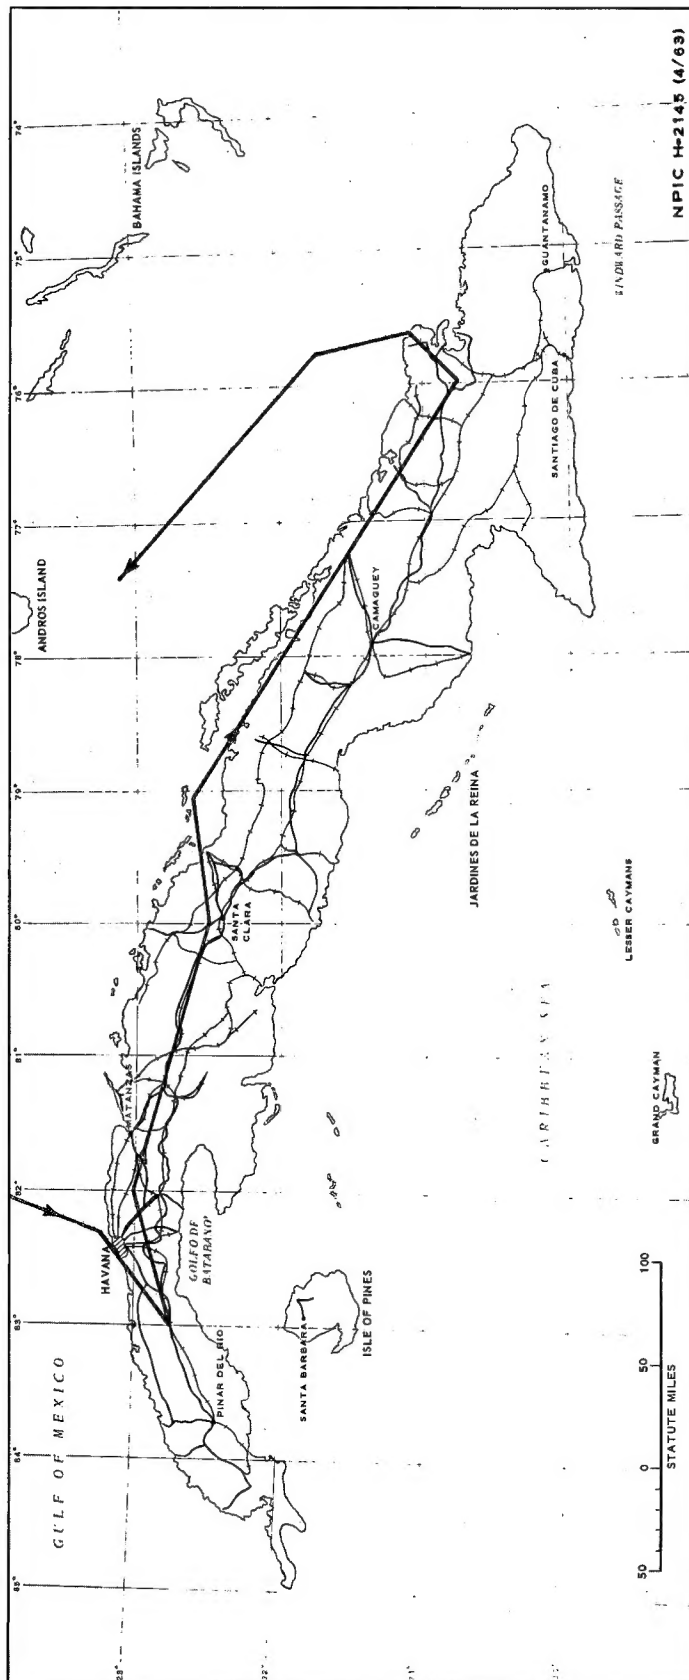 GULF OF MEXICO
ANDROS ISLAND
BAHAMA ISLANDS
85°
84°
83°
82°
81°
80°
79°
78°
77°
76°
75°
74°
HAVANA
MATANZAS
PINAR DEL RIO
GOLFO DE
BATABANO
SANTA
CLARA
CAMAGUEY
SANTA BARBARA
ISLE OF PINES
JARDINES DE LA REINA
SANTIAGO DE CUBA
GUANTANAMO
WINDWARD PASSAGE
CARIBBEAN SEA
LESSER CAYMANS
GRAND CAYMAN
22°
21°
50 0 50 100
STATUTE MILES
NPIC H-2145 (4/63)